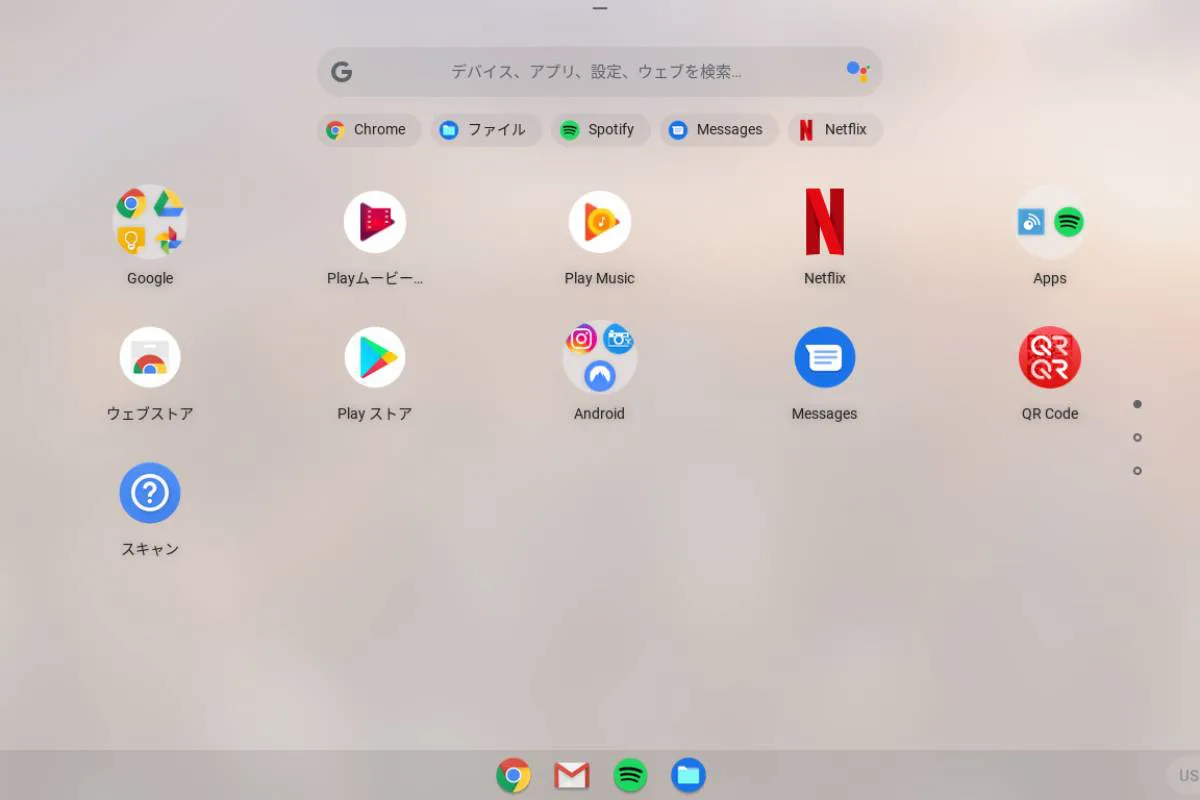 デバイス、アプリ、設定、ウェブを検索…
Chrome ファイル Spotify Messages Netflix
Google Playムービー… Play Music Netflix Apps
QR
QR
ウェブストア Play ストア Android Messages QR Code
スキャン
US